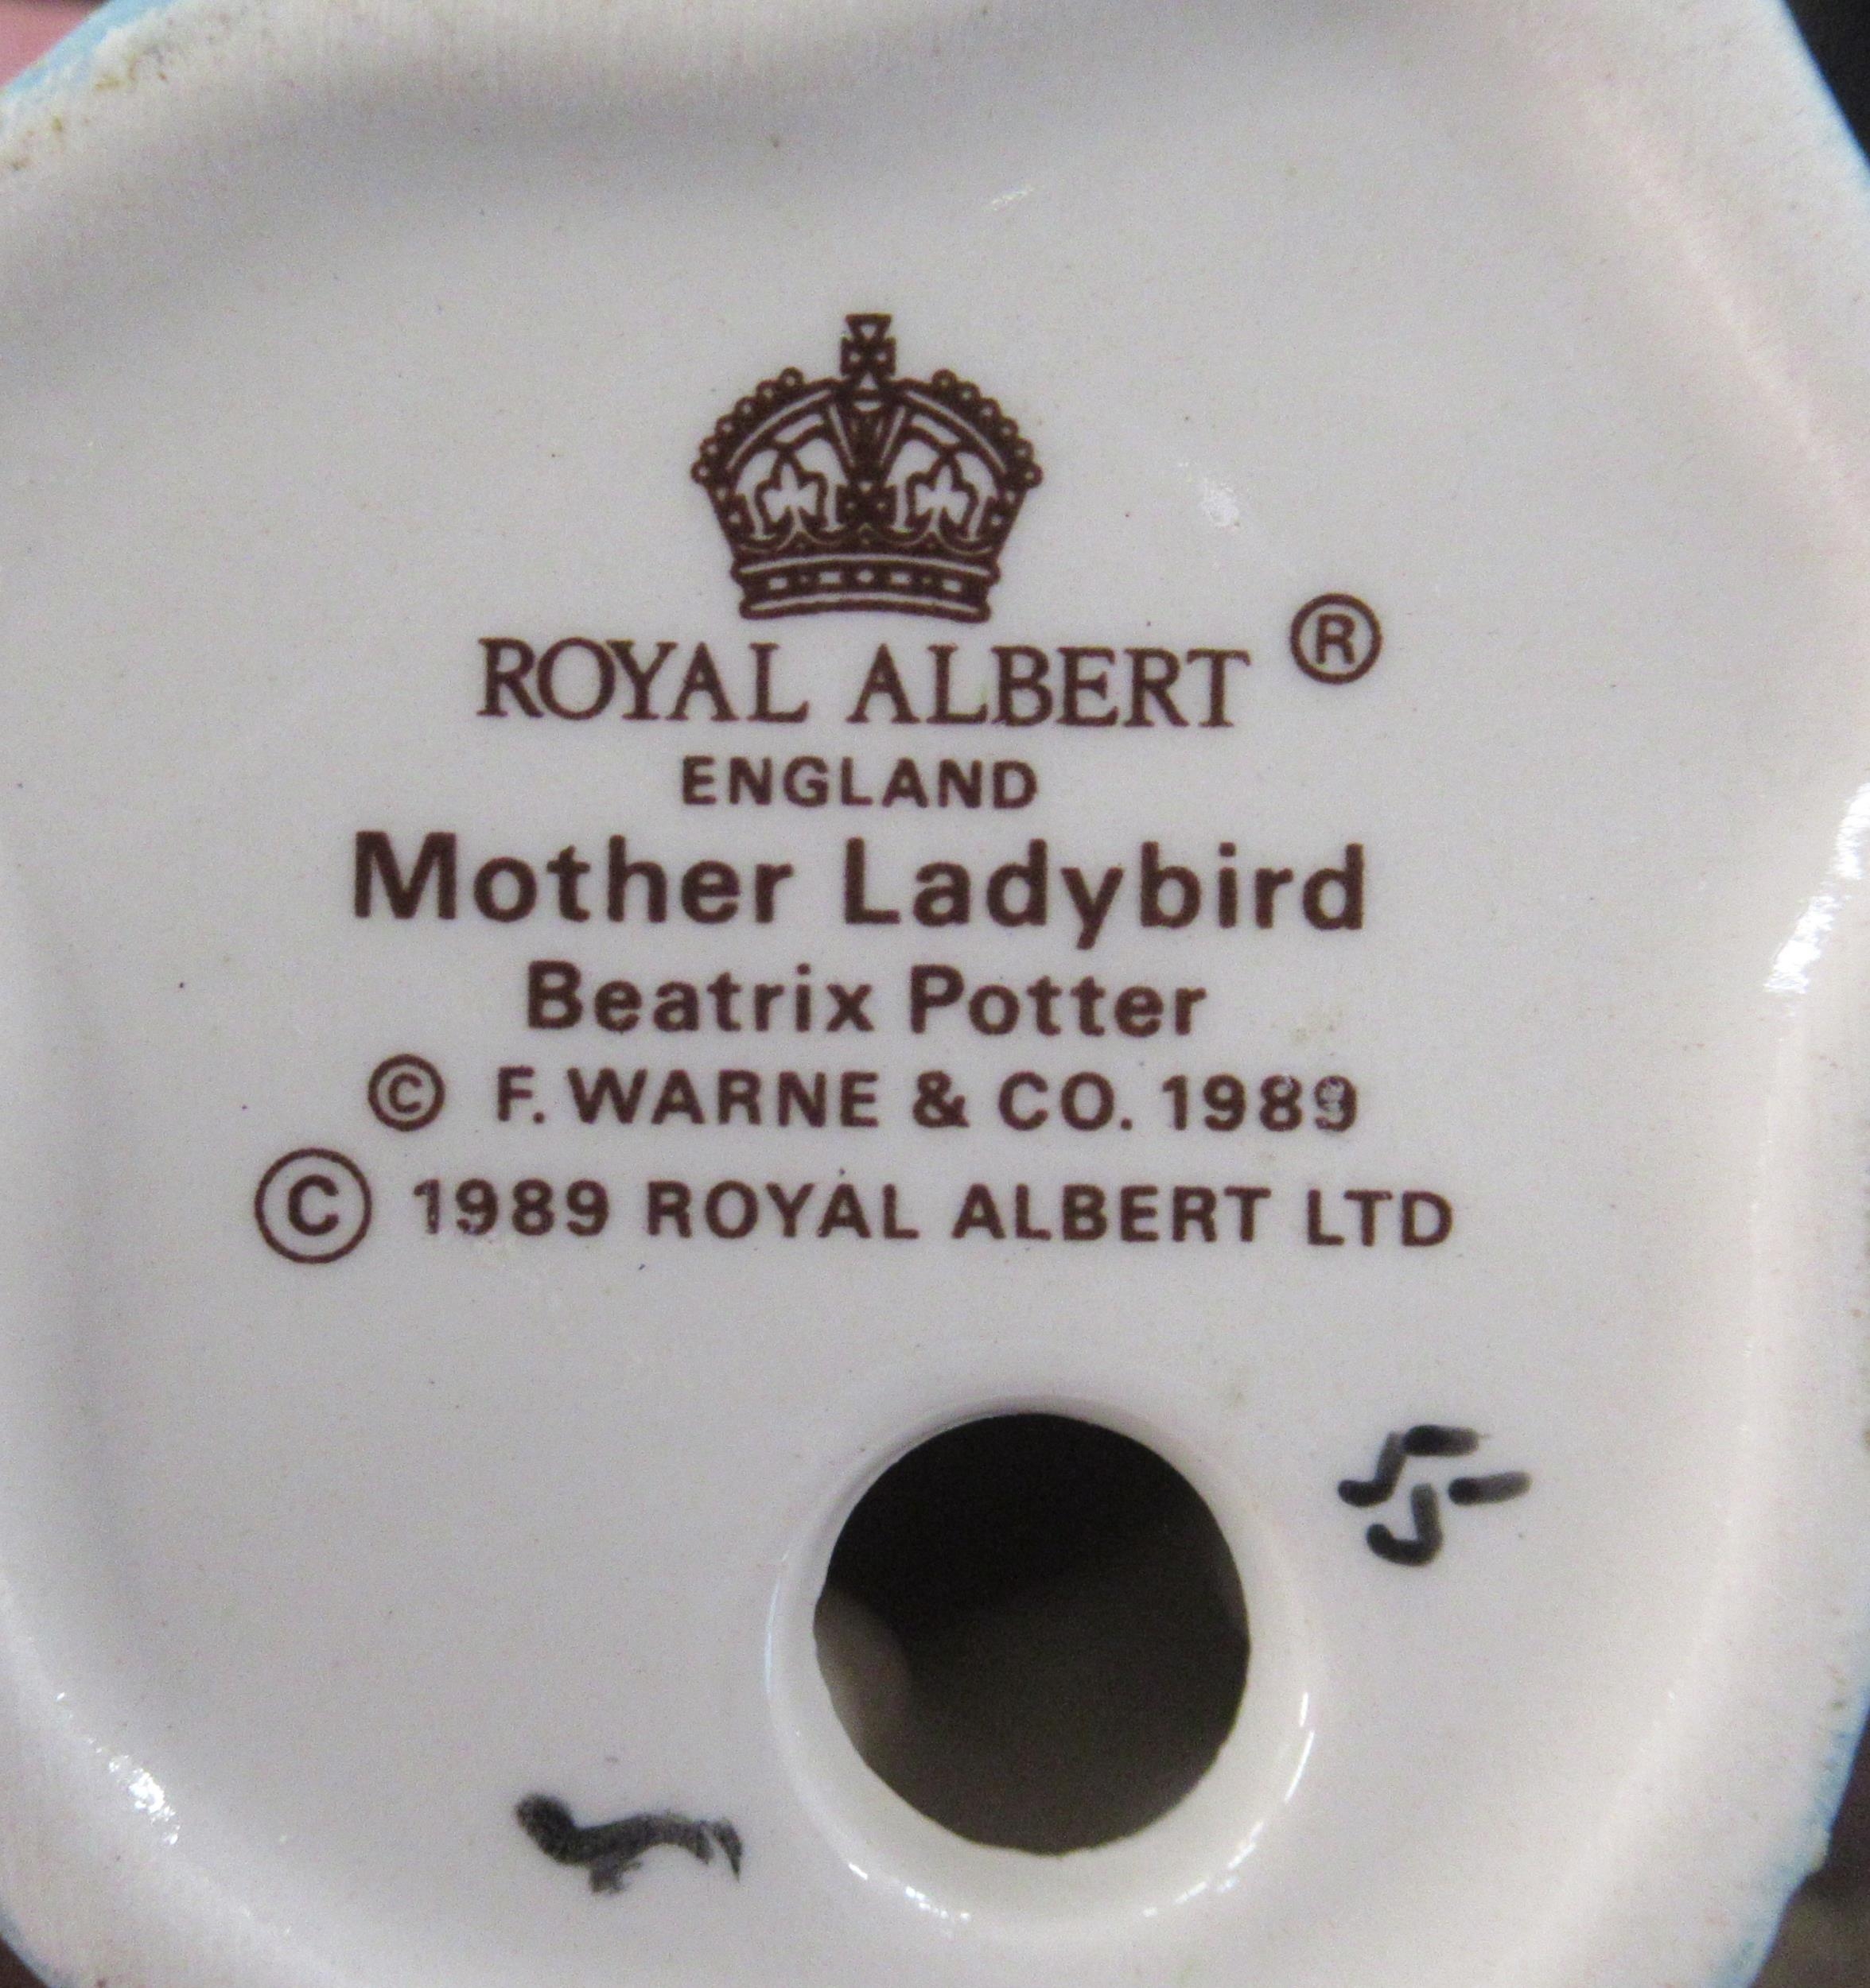 ROYAL ALBERT ®
ENGLAND
Mother Ladybird
Beatrix Potter
© F. WARNE & CO. 1989
© 1989 ROYAL ALBERT LTD